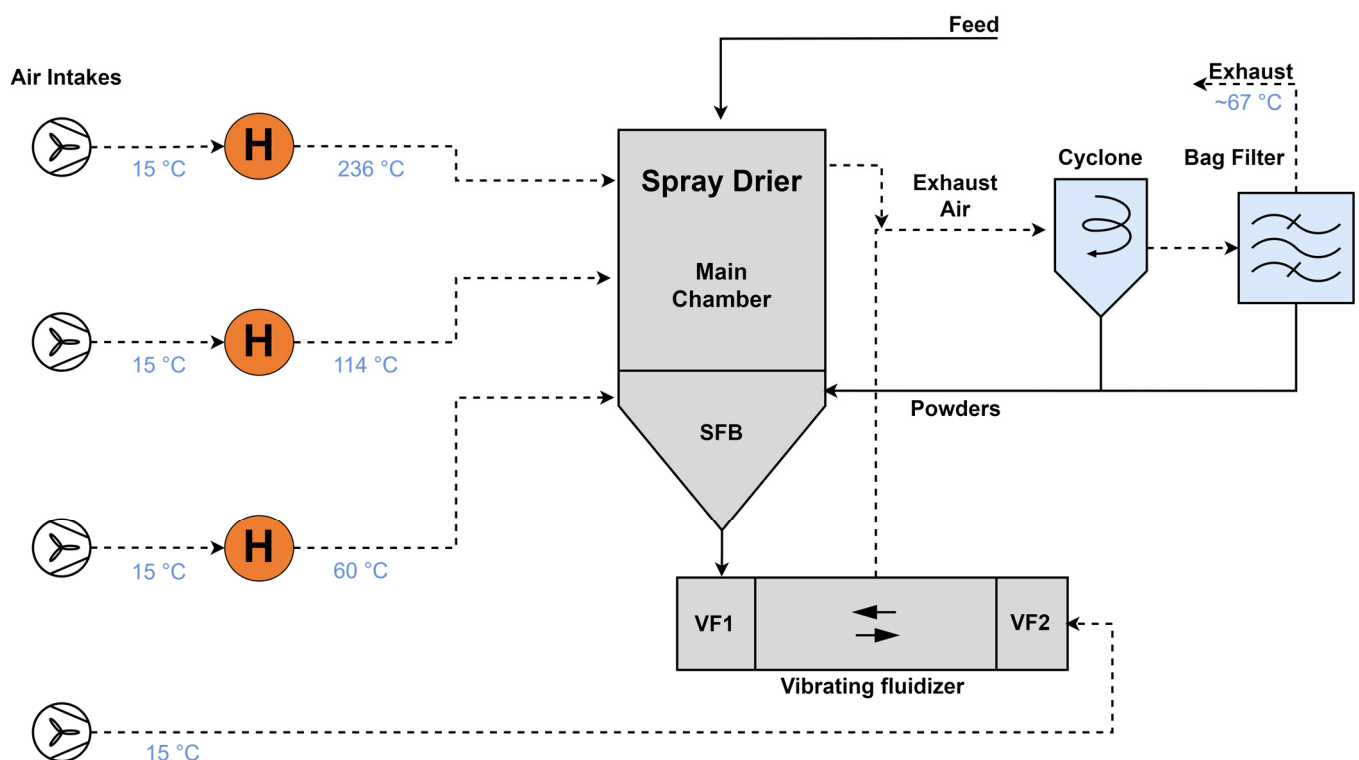 Feed
Air Intakes
Exhaust
~67 °C
15 °C
H
236 °C
Spray Drier
Exhaust
Air
Cyclone
Bag Filter
Main
Chamber
15 °C
H
114 °C
Powders
SFB
15 °C
H
60 °C
VF1
VF2
Vibrating fluidizer
15 °C